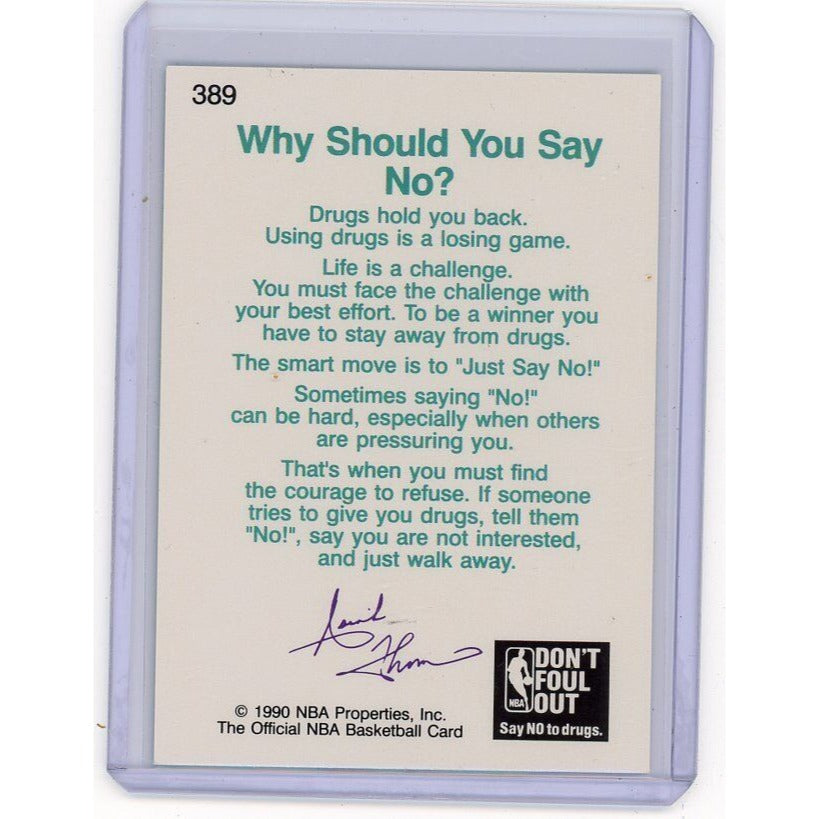 389
Why Should You Say
No?
Drugs hold you back.
Using drugs is a losing game.
Life is a challenge.
You must face the challenge with
your best effort. To be a winner you
have to stay away from drugs.
The smart move is to "Just Say No!"
Sometimes saying "No!"
can be hard, especially when others
are pressuring you.
That's when you must find
the courage to refuse. If someone
tries to give you drugs, tell them
"No!", say you are not interested,
and just walk away.
© 1990 NBA Properties, Inc.
The Official NBA Basketball Card
DON'T
FOUL
OUT
NBA
Say NO to drugs.